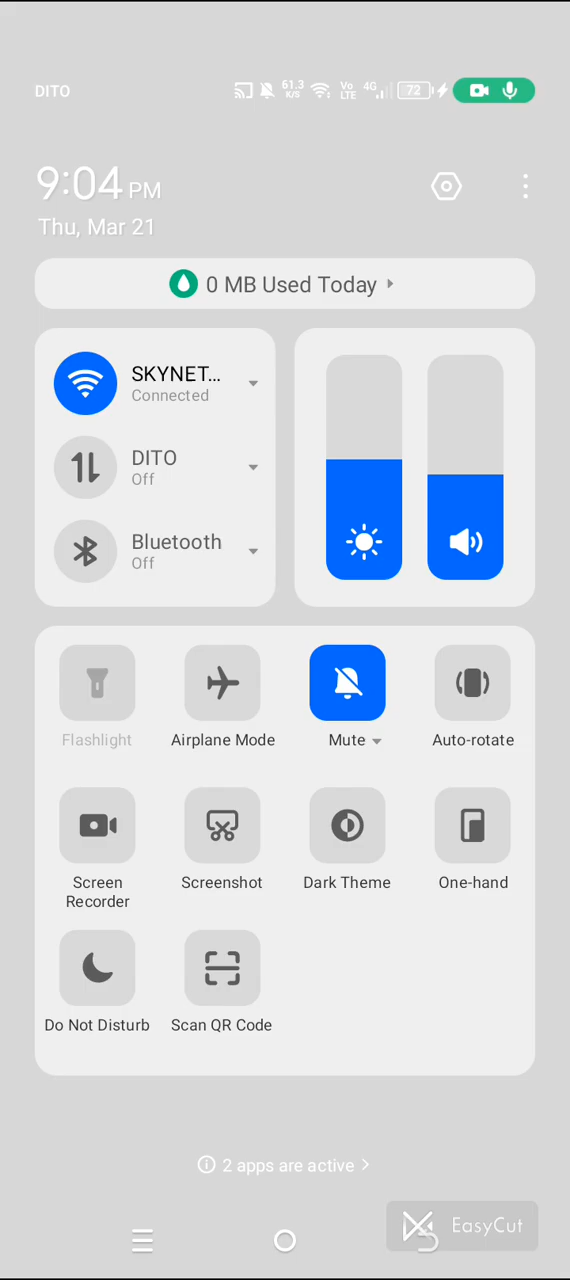 DITO 61.3 K/S Vo LTE 4G 72
9:04 PM
Thu, Mar 21
0 MB Used Today
SKYNET...
Connected
DITO
Off
Bluetooth
Off
Flashlight Airplane Mode Mute Auto-rotate
Screen Recorder Screenshot Dark Theme One-hand
Do Not Disturb Scan QR Code
2 apps are active
EasyCut